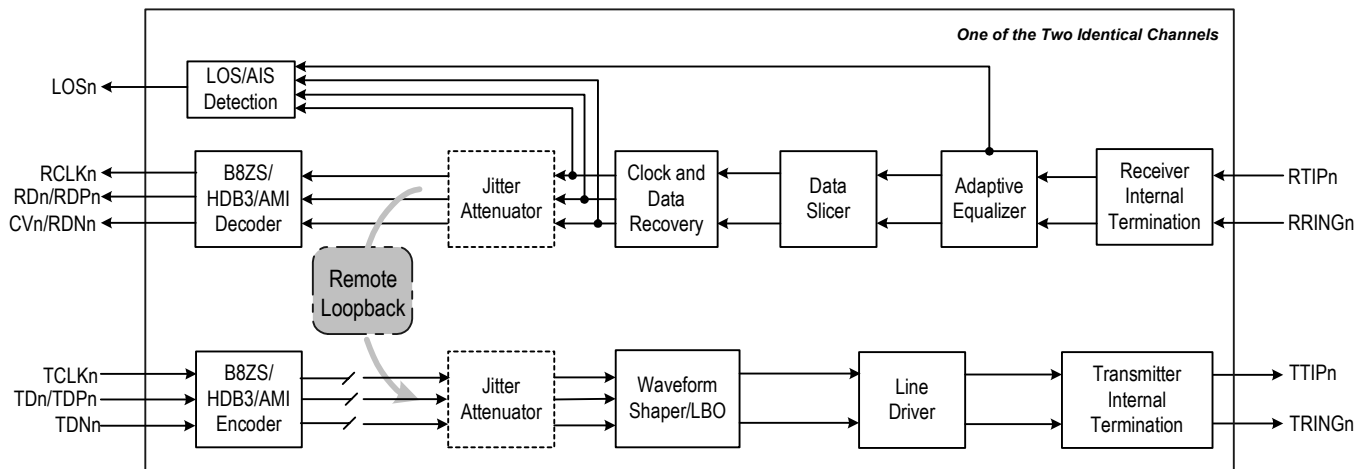 One of the Two Identical Channels
LOSn
LOS/AIS
Detection
RCLKn
RDn/RDPn
CVn/RDNn
B8ZS/
HDB3/AMI
Decoder
Jitter
Attenuator
Clock and
Data
Recovery
Data
Slicer
Adaptive
Equalizer
Receiver
Internal
Termination
RTIPn
RRINGn
Remote
Loopback
TCLKn
TDn/TDPn
TDNn
B8ZS/
HDB3/AMI
Encoder
Jitter
Attenuator
Waveform
Shaper/LBO
Line
Driver
Transmitter
Internal
Termination
TTIPn
TRINGn